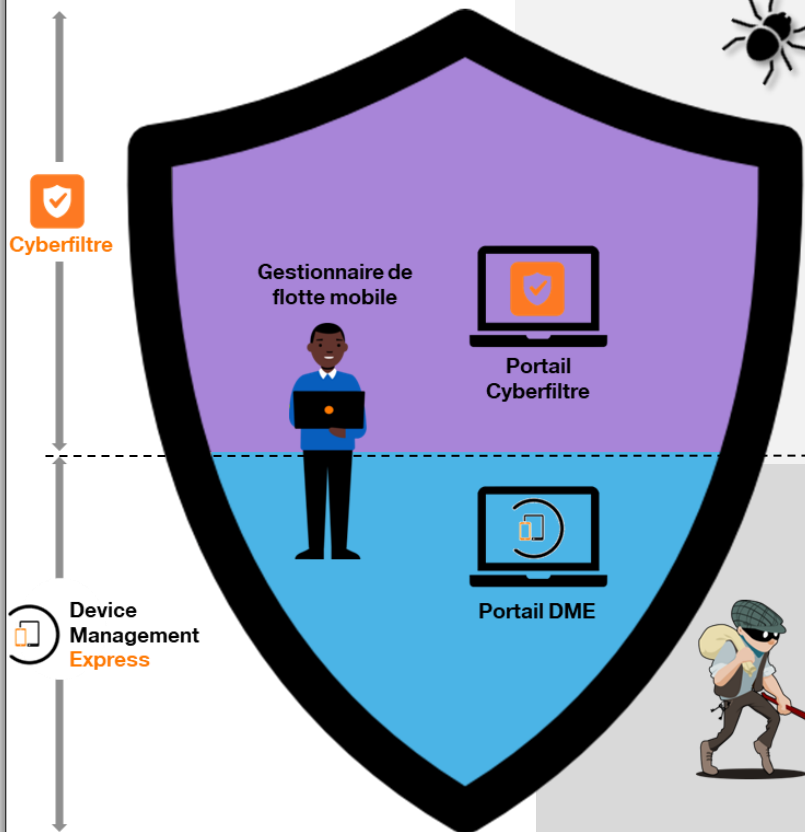 Cyberfiltre
Gestionnaire de
flotte mobile
Portail
Cyberfiltre
Device
Management
Express
Portail DME